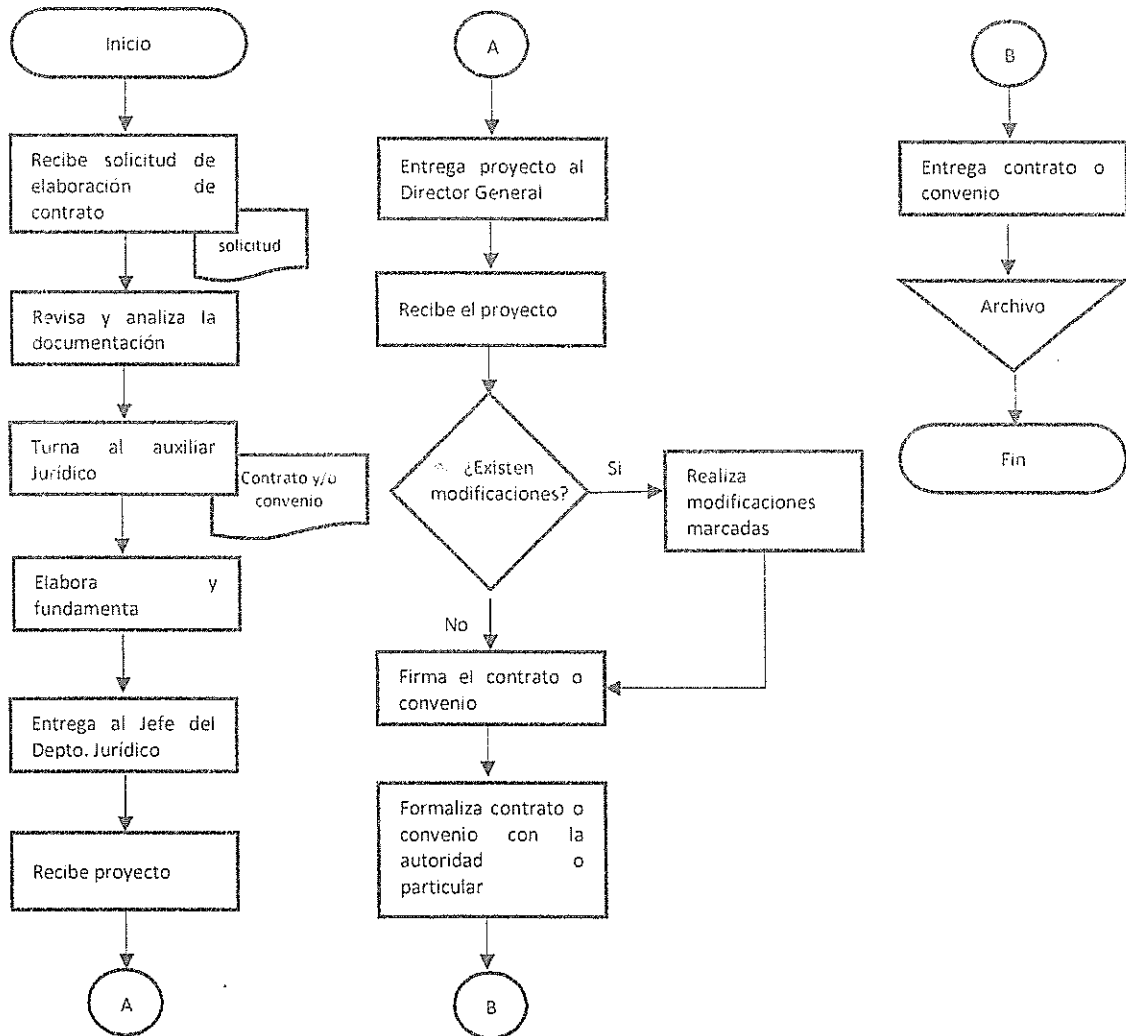 Inicio
Recibe solicitud de
elaboración de
contrato
solicitud
Revisa y analiza la
documentación
Turna al auxiliar
Jurídico
Contrato y/o
convenio
Elabora y
fundamenta
Entrega al Jefe del
Depto. Jurídico
Recibe proyecto
A
A
Entrega proyecto al
Director General
Recibe el proyecto
¿Existen
modificaciones?
Si
Realiza
modificaciones
marcadas
No
Firma el contrato o
convenio
Formaliza contrato o
convenio con la
autoridad o
particular
B
B
Entrega contrato o
convenio
Archivo
Fin